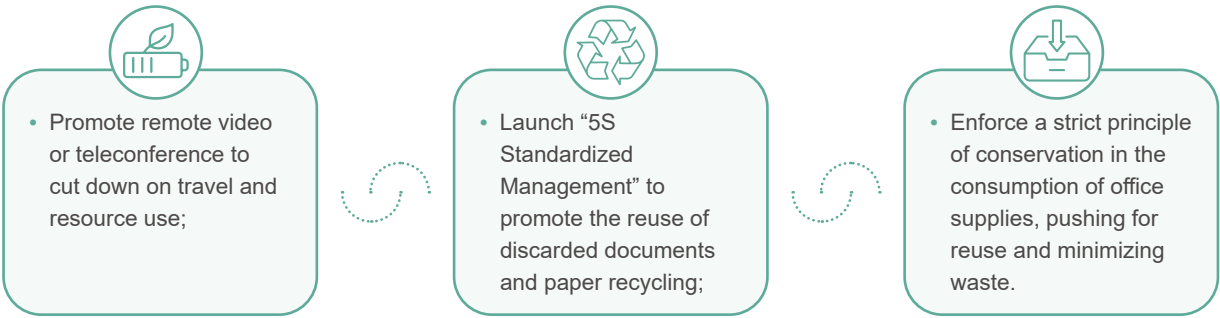 • Promote remote video
or teleconference to
cut down on travel and
resource use;
• Launch “5S
Standardized
Management” to
promote the reuse of
discarded documents
and paper recycling;
• Enforce a strict principle
of conservation in the
consumption of office
supplies, pushing for
reuse and minimizing
waste.